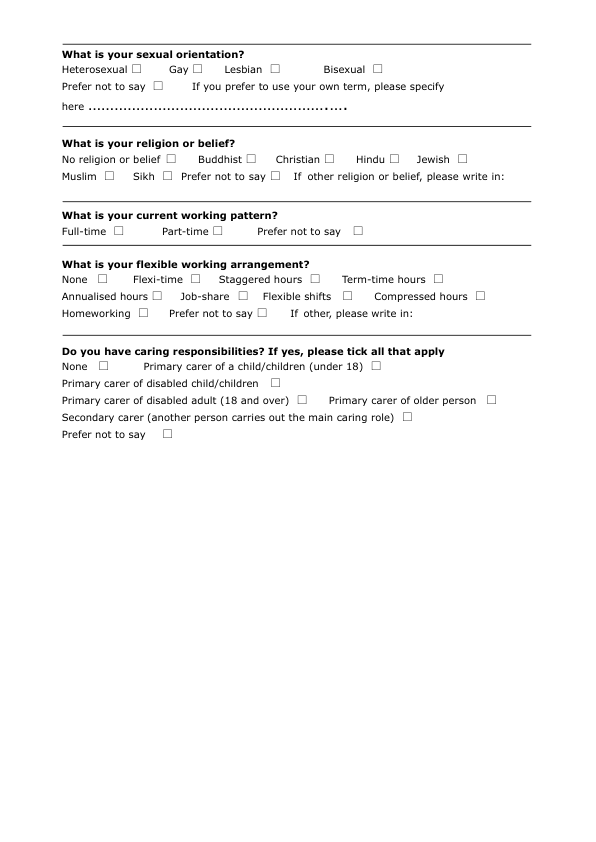 What is your sexual orientation?
Heterosexual ☐ Gay ☐ Lesbian ☐ Bisexual ☐
Prefer not to say ☐ If you prefer to use your own term, please specify
here ............................................................
What is your religion or belief?
No religion or belief ☐ Buddhist ☐ Christian ☐ Hindu ☐ Jewish ☐
Muslim ☐ Sikh ☐ Prefer not to say ☐ If other religion or belief, please write in:
What is your current working pattern?
Full-time ☐ Part-time ☐ Prefer not to say ☐
What is your flexible working arrangement?
None ☐ Flexi-time ☐ Staggered hours ☐ Term-time hours ☐
Annualised hours ☐ Job-share ☐ Flexible shifts ☐ Compressed hours ☐
Homeworking ☐ Prefer not to say ☐ If other, please write in:
Do you have caring responsibilities? If yes, please tick all that apply
None ☐ Primary carer of a child/children (under 18) ☐
Primary carer of disabled child/children ☐
Primary carer of disabled adult (18 and over) ☐ Primary carer of older person ☐
Secondary carer (another person carries out the main caring role) ☐
Prefer not to say ☐